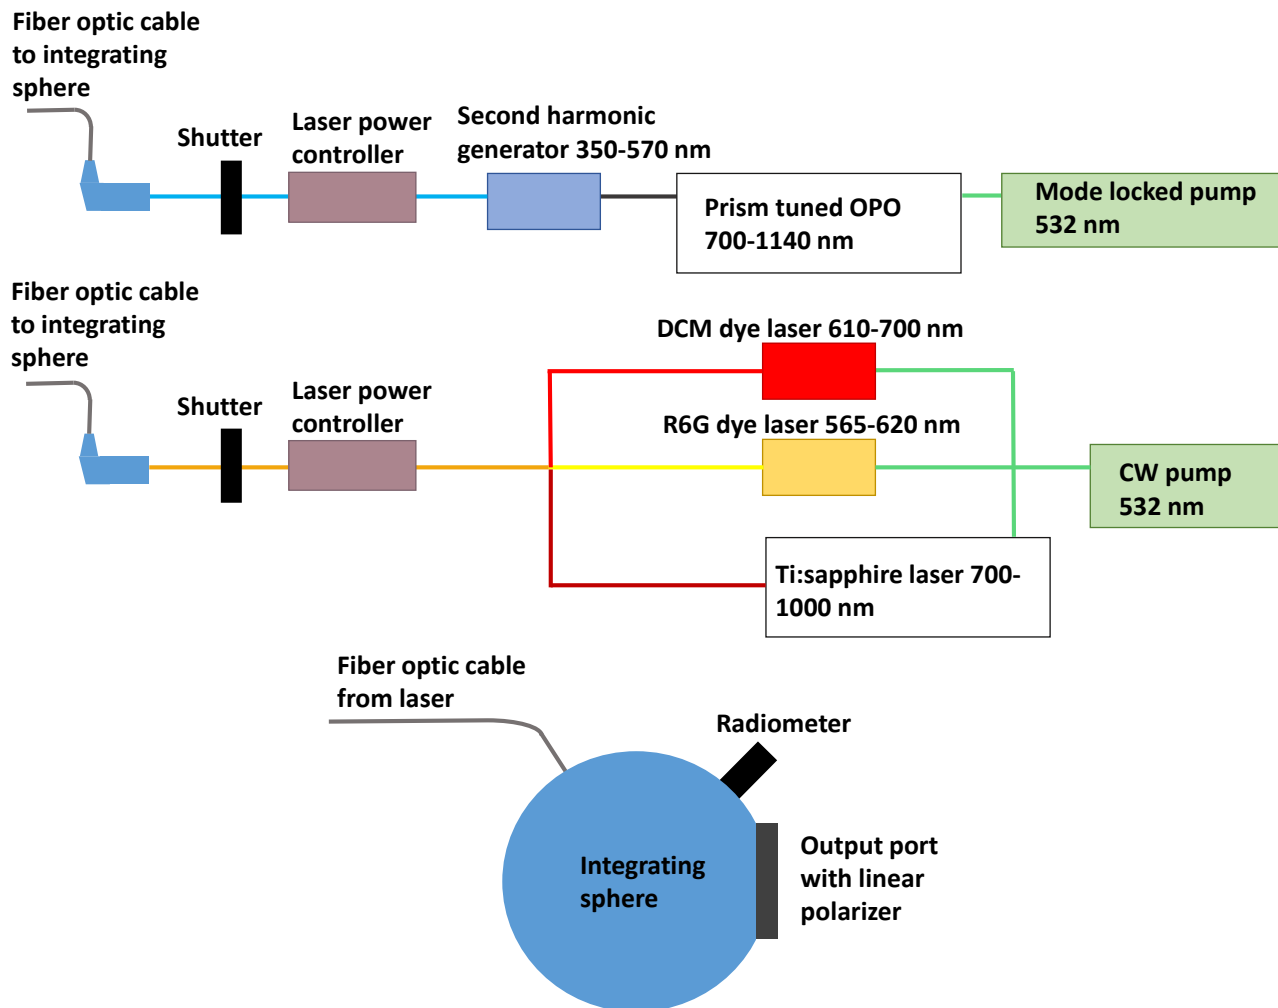 Fiber optic cable
to integrating
sphere
Shutter
Laser power
controller
Second harmonic
generator 350-570 nm
Prism tuned OPO
700-1140 nm
Mode locked pump
532 nm
Fiber optic cable
to integrating
sphere
Shutter
Laser power
controller
DCM dye laser 610-700 nm
R6G dye laser 565-620 nm
Ti:sapphire laser 700-
1000 nm
CW pump
532 nm
Fiber optic cable
from laser
Radiometer
Integrating
sphere
Output port
with linear
polarizer